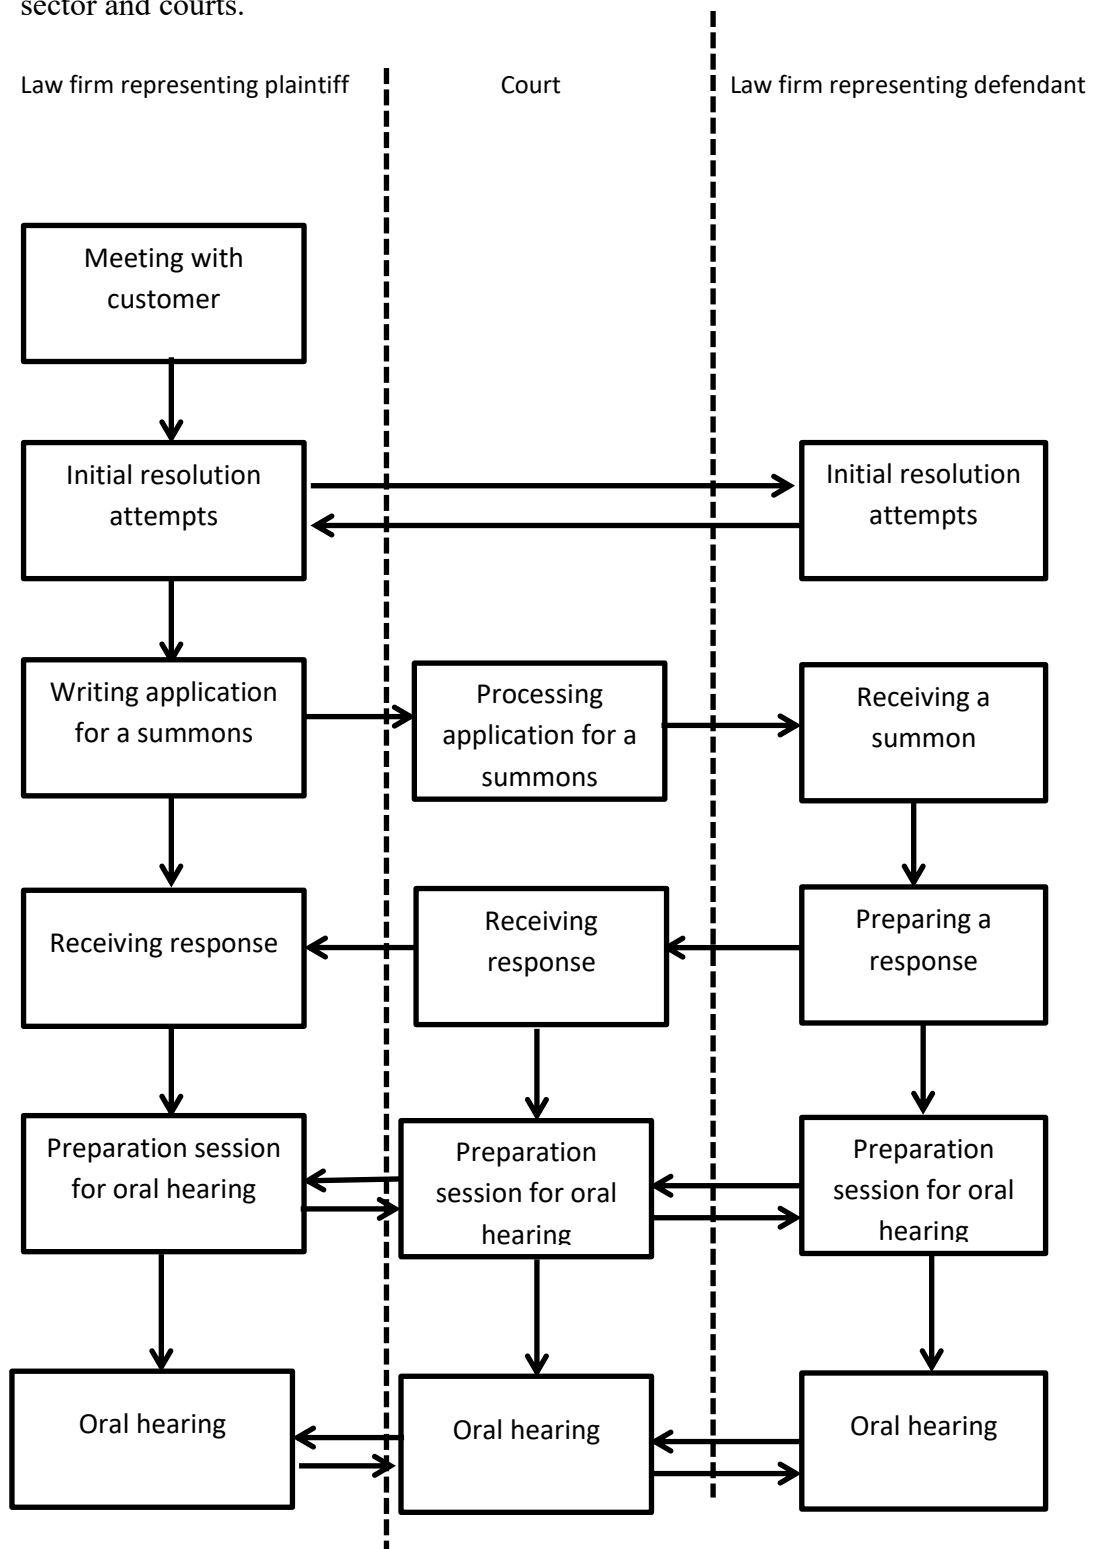 sector and courts.
Law firm representing plaintiff
Court
Law firm representing defendant
Meeting with
customer
Initial resolution
attempts
Initial resolution
attempts
Writing application
for a summons
Processing
application for a
summons
Receiving a
summon
Receiving response
Receiving
response
Preparing a
response
Preparation session
for oral hearing
Preparation
session for oral
hearing
Preparation
session for oral
hearing
Oral hearing
Oral hearing
Oral hearing